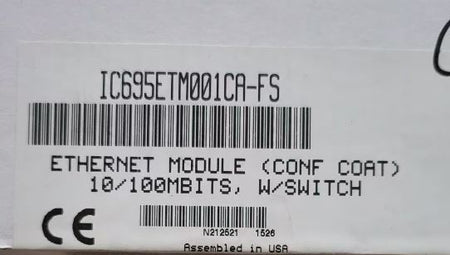 IC695ETM001CA-FS
ETHERNET MODULE (CONF COAT)
10/100MBITS, W/SWITCH
CE
N212521 1526
Assembled in USA